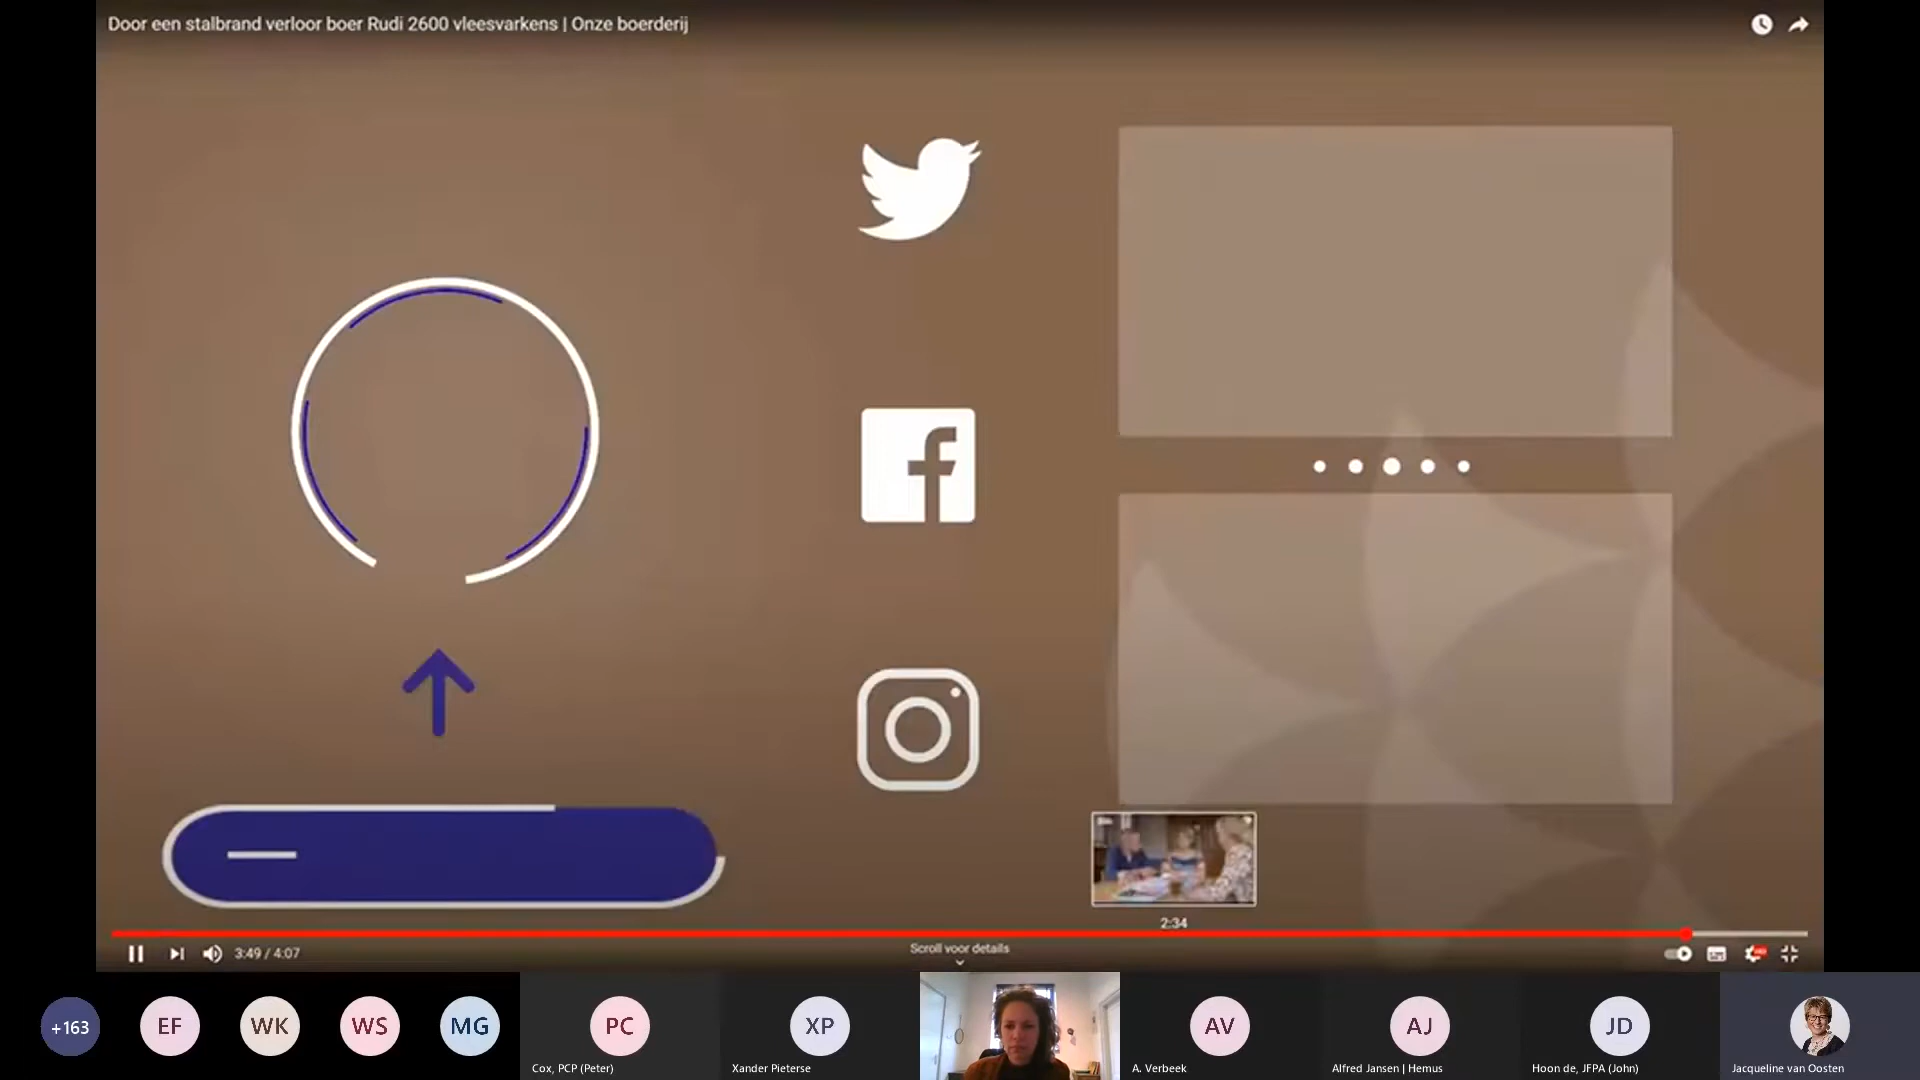 Door een stalbrand verloor boer Rudi 2600 vleesvarkens | Onze boerderij
2:34
3:49 / 4:07
Scroll voor details
+163
EF
WK
WS
MG
PC
XP
AV
AJ
JD
Cox, PCP (Peter)
Xander Pieterse
A. Verbeek
Alfred Jansen | Hemus
Hoon de, JFPA (John)
Jacqueline van Oosten